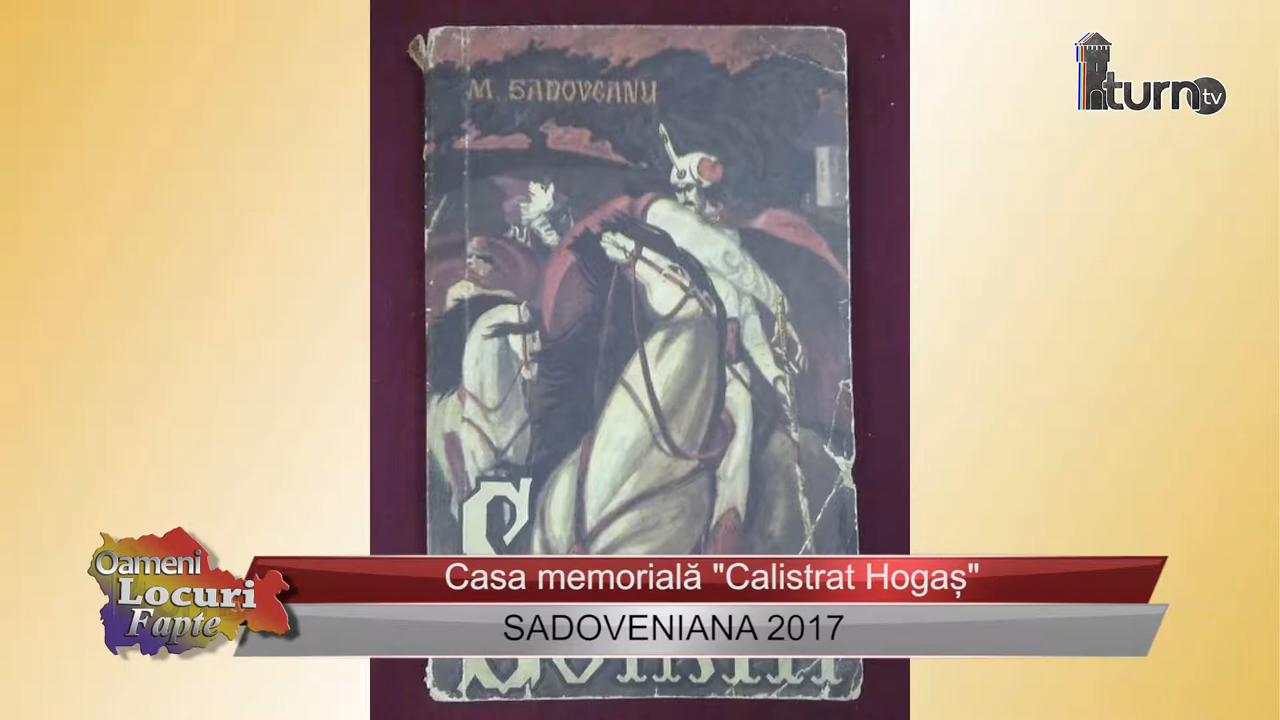 M. SADOVEANU
turn
tv
Oameni
Locuri
Fapte
Casa memorială "Calistrat Hogaș"
SADOVENIANA 2017